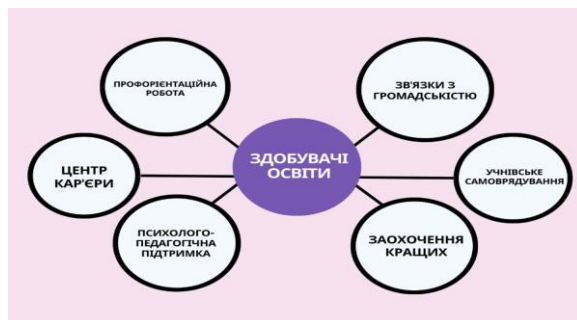 ПРОФОРІЄНТАЦІЙНА
РОБОТА
ЗВ'ЯЗКИ З
ГРОМАДСЬКІСТЮ
ЗДОБУВАЧІ
ОСВІТИ
ЦЕНТР
КАР'ЄРИ
УЧНІВСЬКЕ
САМОВРЯДУВАННЯ
ПСИХОЛОГО-
ПЕДАГОГІЧНА
ПІДТРИМКА
ЗАОХОЧЕННЯ
КРАЩИХ